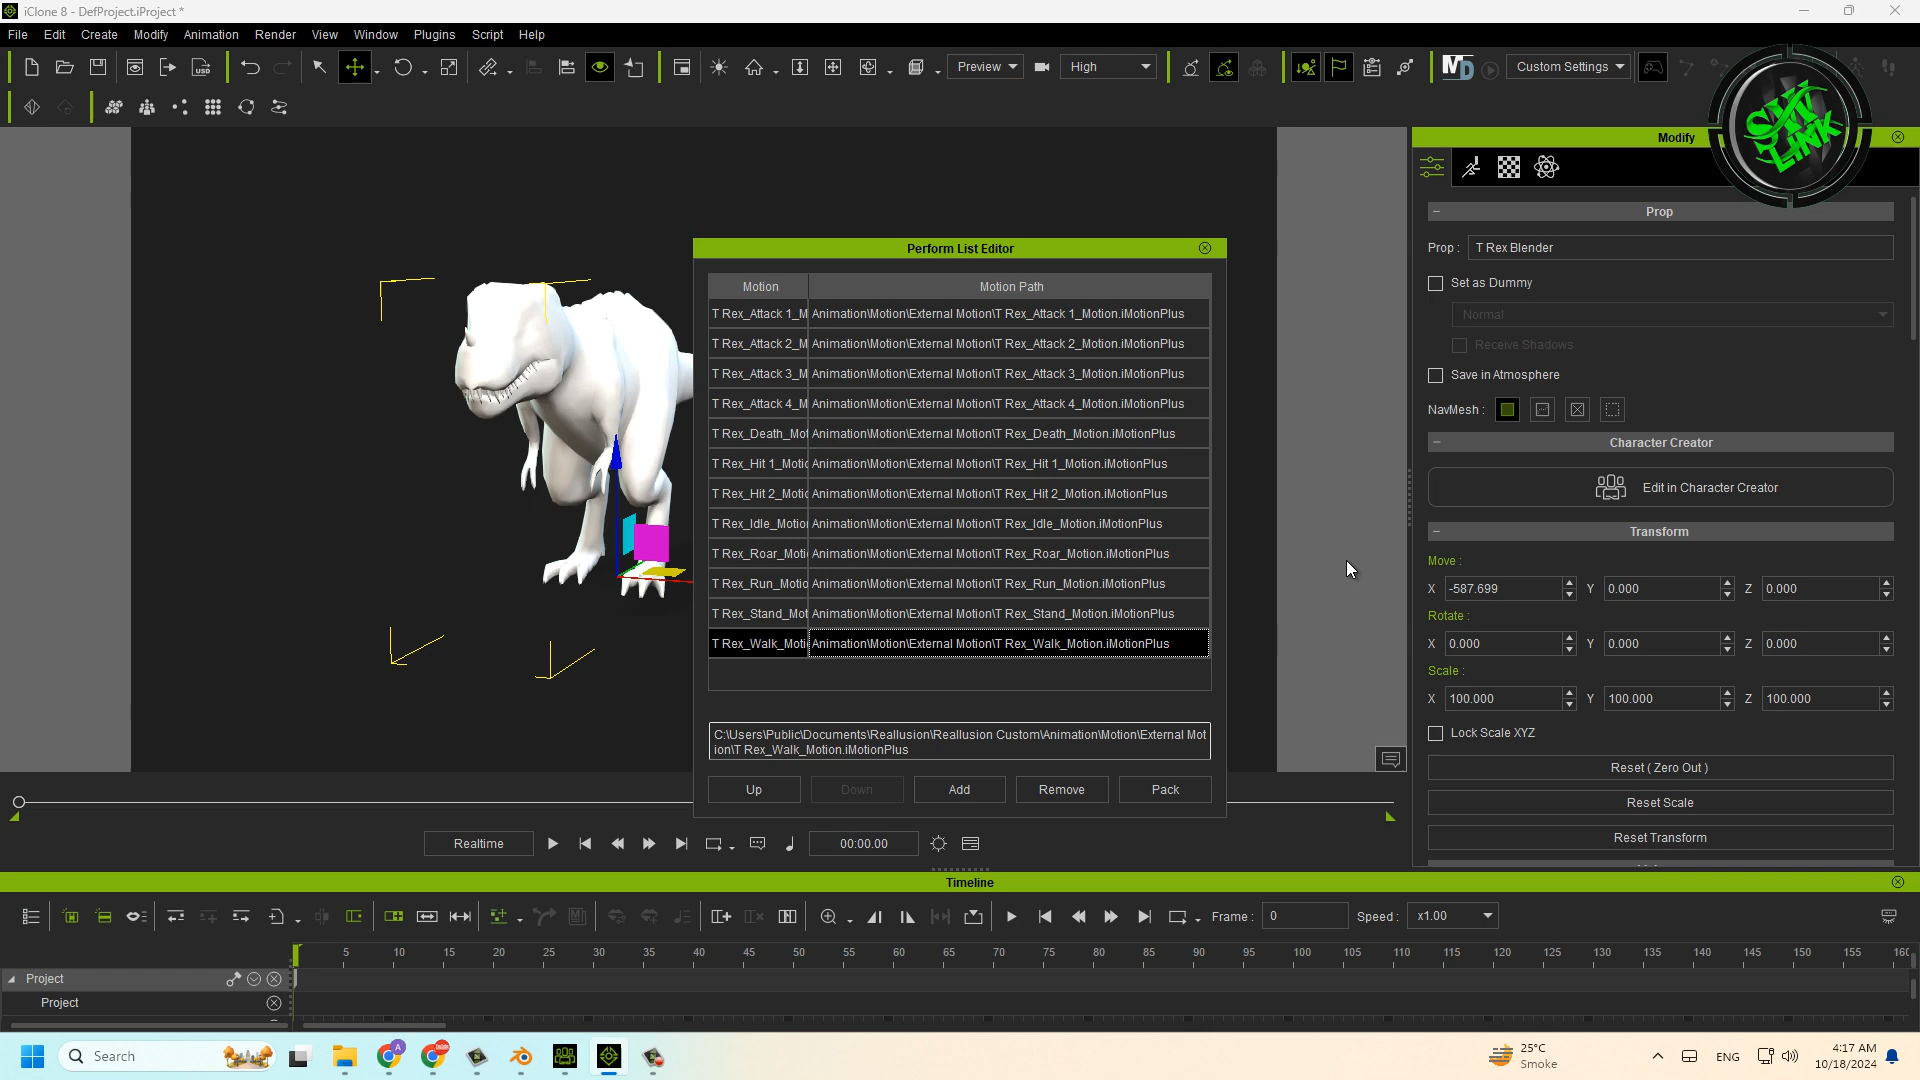 iClone 8 - DefProject.iProject *
File Edit Create Modify Animation Render View Window Plugins Script Help
Preview High MD Custom Settings
SKY LINK
Modify
Prop
Prop : T Rex Blender
Set as Dummy
Normal
Receive Shadows
Save in Atmosphere
NavMesh :
Character Creator
Edit in Character Creator
Transform
Move :
X -587.699 Y 0.000 Z 0.000
Rotate :
X 0.000 Y 0.000 Z 0.000
Scale :
X 100.000 Y 100.000 Z 100.000
Lock Scale XYZ
Reset ( Zero Out )
Reset Scale
Reset Transform
Perform List Editor
Motion Motion Path
T Rex_Attack 1_M Animation\Motion\External Motion\T Rex_Attack 1_Motion.iMotionPlus
T Rex_Attack 2_M Animation\Motion\External Motion\T Rex_Attack 2_Motion.iMotionPlus
T Rex_Attack 3_M Animation\Motion\External Motion\T Rex_Attack 3_Motion.iMotionPlus
T Rex_Attack 4_M Animation\Motion\External Motion\T Rex_Attack 4_Motion.iMotionPlus
T Rex_Death_Mot Animation\Motion\External Motion\T Rex_Death_Motion.iMotionPlus
T Rex_Hit 1_Motio Animation\Motion\External Motion\T Rex_Hit 1_Motion.iMotionPlus
T Rex_Hit 2_Motio Animation\Motion\External Motion\T Rex_Hit 2_Motion.iMotionPlus
T Rex_Idle_Motion Animation\Motion\External Motion\T Rex_Idle_Motion.iMotionPlus
T Rex_Roar_Moti Animation\Motion\External Motion\T Rex_Roar_Motion.iMotionPlus
T Rex_Run_Motio Animation\Motion\External Motion\T Rex_Run_Motion.iMotionPlus
T Rex_Stand_Mot Animation\Motion\External Motion\T Rex_Stand_Motion.iMotionPlus
T Rex_Walk_Moti Animation\Motion\External Motion\T Rex_Walk_Motion.iMotionPlus
C:\Users\Public\Documents\Reallusion\Reallusion Custom\Animation\Motion\External Mot
ion\T Rex_Walk_Motion.iMotionPlus
Up Down Add Remove Pack
Realtime 00:00.00
Timeline
Frame : 0 Speed : x1.00
5 10 15 20 25 30 35 40 45 50 55 60 65 70 75 80 85 90 95 100 105 110 115 120 125 130 135 140 145 150 155 160
Project
Project
Search
25°C
Smoke
ENG
4:17 AM
10/18/2024